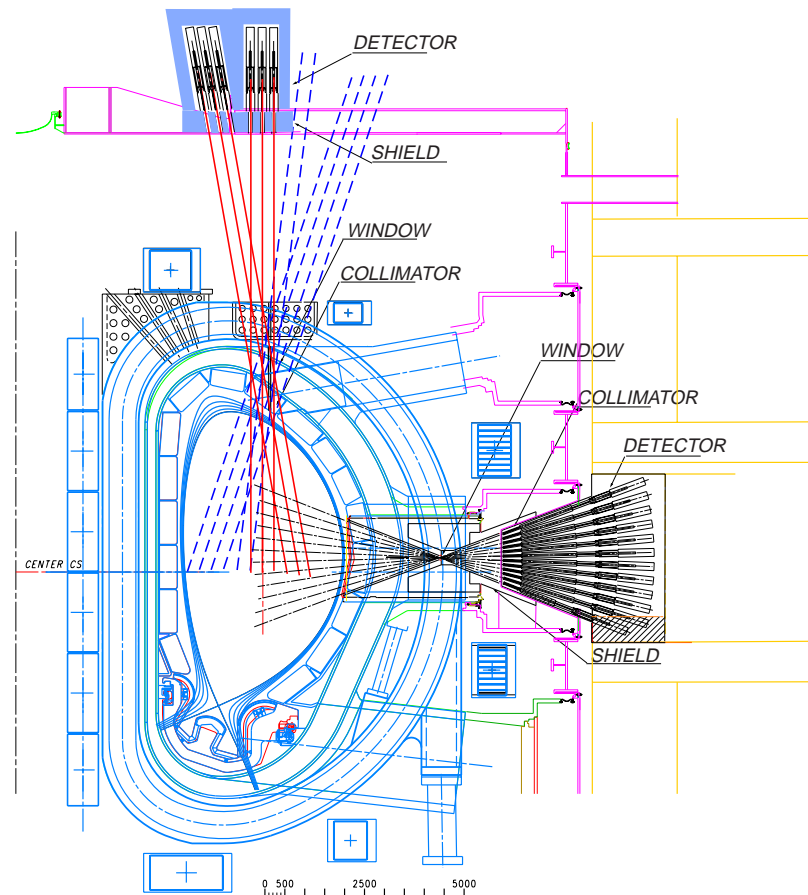 DETECTOR
SHIELD
WINDOW
COLLIMATOR
WINDOW
COLLIMATOR
DETECTOR
CENTER CS
SHIELD
0 500 2500 5000